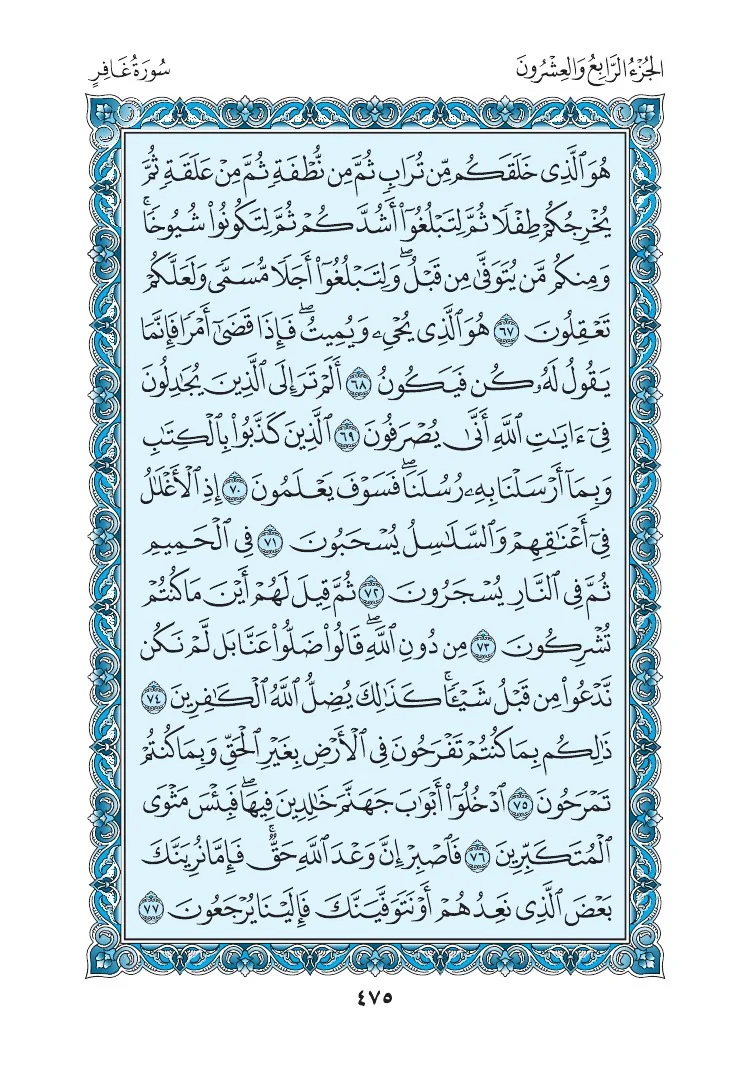 الجُزْءُ الرَّابِعُ وَالعِشْرُونَ
سُورَةُ غَافِرٍ
هُوَ ٱلَّذِى خَلَقَكُم مِّن تُرَابٍ ثُمَّ مِن نُّطْفَةٍ ثُمَّ مِنْ عَلَقَةٍ ثُمَّ
يُخْرِجُكُمْ طِفْلًا ثُمَّ لِتَبْلُغُوٓا۟ أَشُدَّكُمْ ثُمَّ لِتَكُونُوا۟ شُيُوخًا ۚ
وَمِنكُم مَّن يُتَوَفَّىٰ مِن قَبْلُ ۖ وَلِتَبْلُغُوٓا۟ أَجَلًا مُّسَمًّى وَلَعَلَّكُمْ
تَعْقِلُونَ ٦٧ هُوَ ٱلَّذِى يُحْىِۦ وَيُمِيتُ ۖ فَإِذَا قَضَىٰٓ أَمْرًا فَإِنَّمَا
يَقُولُ لَهُۥ كُن فَيَكُونُ ٦٨ أَلَمْ تَرَ إِلَى ٱلَّذِينَ يُجَٰدِلُونَ
فِىٓ ءَايَٰتِ ٱللَّهِ أَنَّىٰ يُصْرَفُونَ ٦٩ ٱلَّذِينَ كَذَّبُوا۟ بِٱلْكِتَٰبِ
وَبِمَآ أَرْسَلْنَا بِهِۦ رُسُلَنَا ۖ فَسَوْفَ يَعْلَمُونَ ٧٠ إِذِ ٱلْأَغْلَٰلُ
فِىٓ أَعْنَٰقِهِمْ وَٱلسَّلَٰسِلُ يُسْحَبُونَ ٧١ فِى ٱلْحَمِيمِ
ثُمَّ فِى ٱلنَّارِ يُسْجَرُونَ ٧٢ ثُمَّ قِيلَ لَهُمْ أَيْنَ مَا كُنتُمْ
تُشْرِكُونَ ٧٣ مِن دُونِ ٱللَّهِ ۖ قَالُوا۟ ضَلُّوا۟ عَنَّا بَل لَّمْ نَكُن
نَّدْعُوا۟ مِن قَبْلُ شَيْـًٔا ۚ كَذَٰلِكَ يُضِلُّ ٱللَّهُ ٱلْكَٰفِرِينَ ٧٤
ذَٰلِكُم بِمَا كُنتُمْ تَفْرَحُونَ فِى ٱلْأَرْضِ بِغَيْرِ ٱلْحَقِّ وَبِمَا كُنتُمْ
تَمْرَحُونَ ٧٥ ٱدْخُلُوٓا۟ أَبْوَٰبَ جَهَنَّمَ خَٰلِدِينَ فِيهَا ۖ فَبِئْسَ مَثْوَى
ٱلْمُتَكَبِّرِينَ ٧٦ فَٱصْبِرْ إِنَّ وَعْدَ ٱللَّهِ حَقٌّ ۚ فَإِمَّا نُرِيَنَّكَ
بَعْضَ ٱلَّذِى نَعِدُهُمْ أَوْ نَتَوَفَّيَنَّكَ فَإِلَيْنَا يُرْجَعُونَ ٧٧
٤٧٥